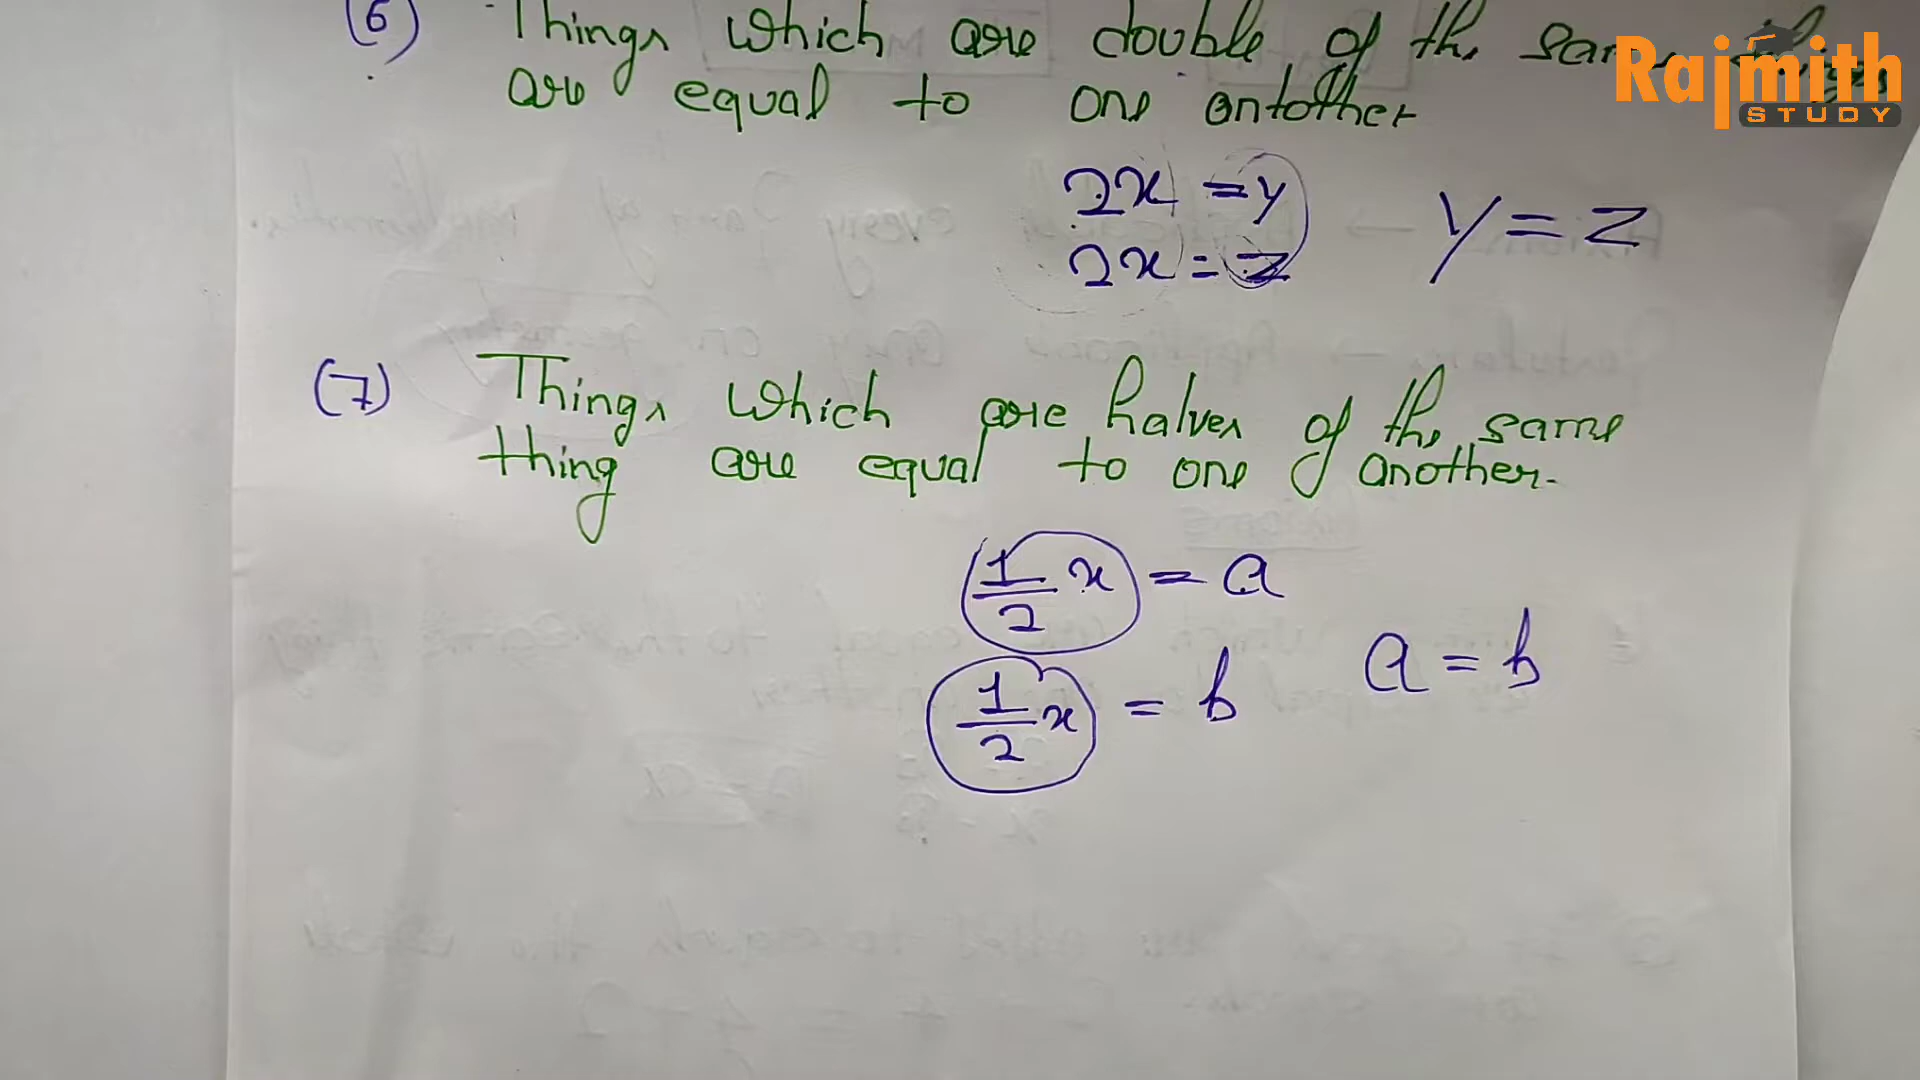 (6) Things which are double of the same things
are equal to one antother
2x = y
2x = z
y = z
(7) Things which are halves of the same
thing are equal to one another.
1/2 x = a
1/2 x = b
a = b
Rajmith
STUDY